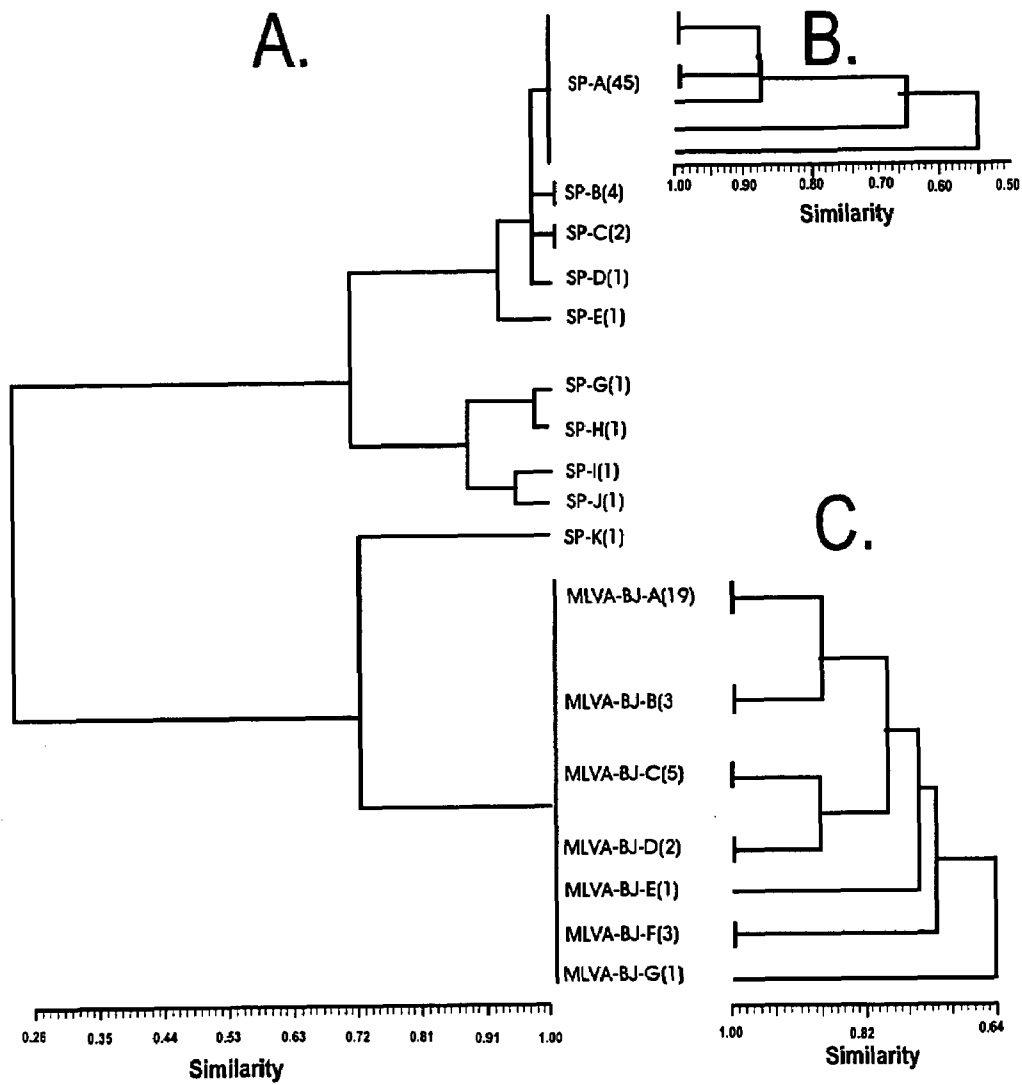 A.
B.
SP-A(45)
1.00 0.90 0.80 0.70 0.60 0.50
Similarity
SP-B(4)
SP-C(2)
SP-D(1)
SP-E(1)
SP-G(1)
SP-H(1)
SP-I(1)
SP-J(1)
SP-K(1)
C.
MLVA-BJ-A(19)
MLVA-BJ-B(3
MLVA-BJ-C(5)
MLVA-BJ-D(2)
MLVA-BJ-E(1)
MLVA-BJ-F(3)
MLVA-BJ-G(1)
0.26 0.35 0.44 0.53 0.63 0.72 0.81 0.91 1.00
Similarity
1.00 0.82 0.64
Similarity